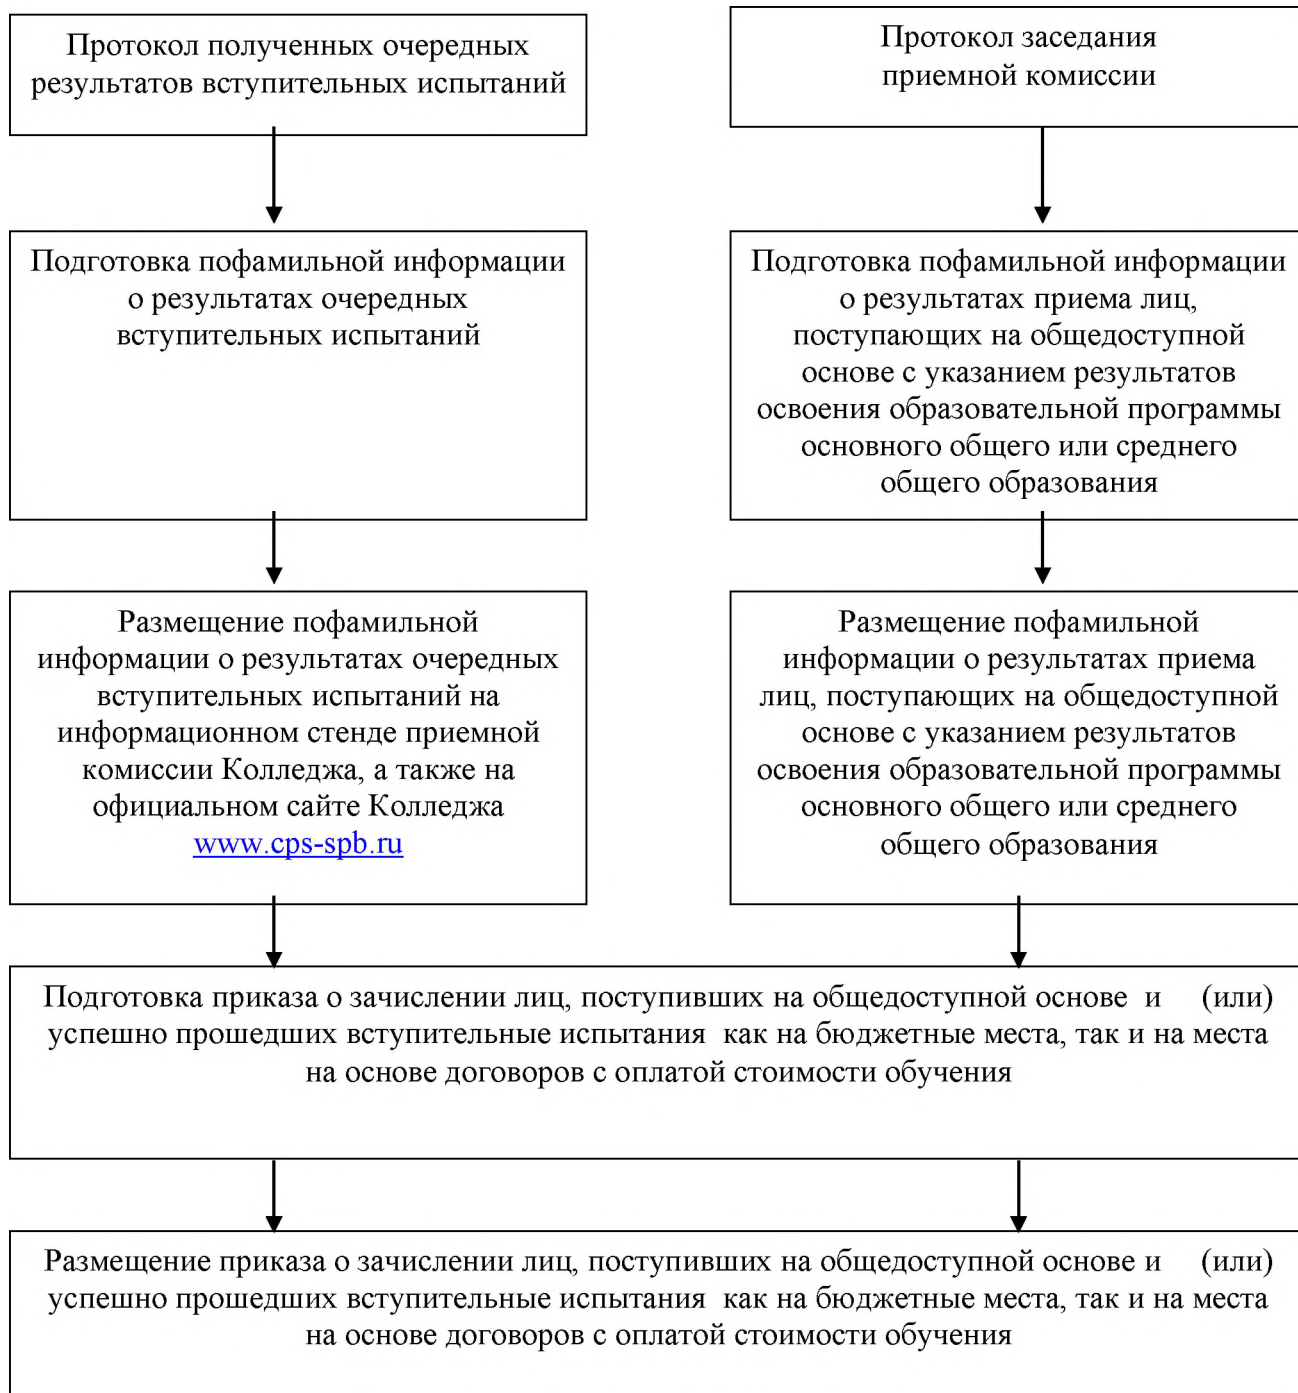 Протокол полученных очередных
результатов вступительных испытаний
Протокол заседания
приемной комиссии
Подготовка пофамильной информации
о результатах очередных
вступительных испытаний
Подготовка пофамильной информации
о результатах приема лиц,
поступающих на общедоступной
основе с указанием результатов
освоения образовательной программы
основного общего или среднего
общего образования
Размещение пофамильной
информации о результатах очередных
вступительных испытаний на
информационном стенде приемной
комиссии Колледжа, а также на
официальном сайте Колледжа
www.cps-spb.ru
Размещение пофамильной
информации о результатах приема
лиц, поступающих на общедоступной
основе с указанием результатов
освоения образовательной программы
основного общего или среднего
общего образования
Подготовка приказа о зачислении лиц, поступивших на общедоступной основе и (или)
успешно прошедших вступительные испытания как на бюджетные места, так и на места
на основе договоров с оплатой стоимости обучения
Размещение приказа о зачислении лиц, поступивших на общедоступной основе и (или)
успешно прошедших вступительные испытания как на бюджетные места, так и на места
на основе договоров с оплатой стоимости обучения